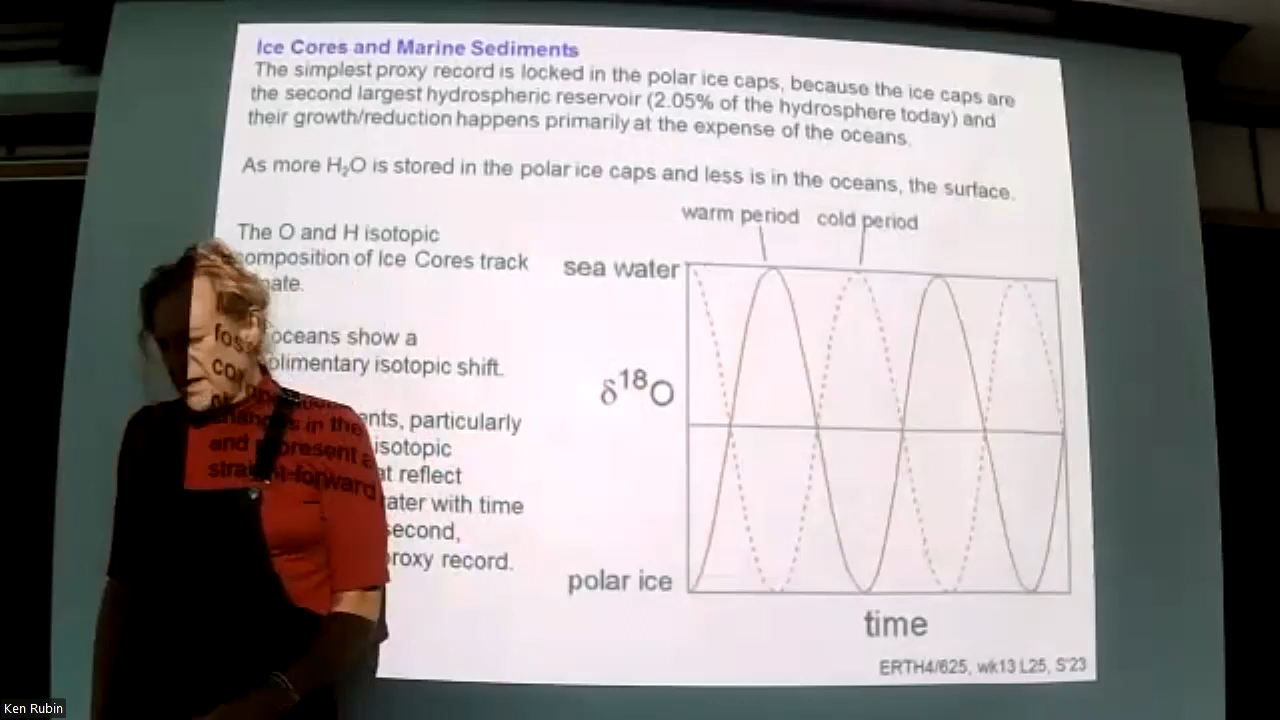 Ice Cores and Marine Sediments
The simplest proxy record is locked in the polar ice caps, because the ice caps are
the second largest hydrospheric reservoir (2.05% of the hydrosphere today) and
their growth/reduction happens primarily at the expense of the oceans.
As more H₂O is stored in the polar ice caps and less is in the oceans, the surface.
The O and H isotopic
composition of Ice Cores track
oceans show a
isotopic shift.
particularly
isotopic
reflect
with time
second,
record.
warm period cold period
sea water
δ¹⁸O
polar ice
time
ERTH4/625, wk13 L25, S'23
in the
and
straight-forward
Ken Rubin